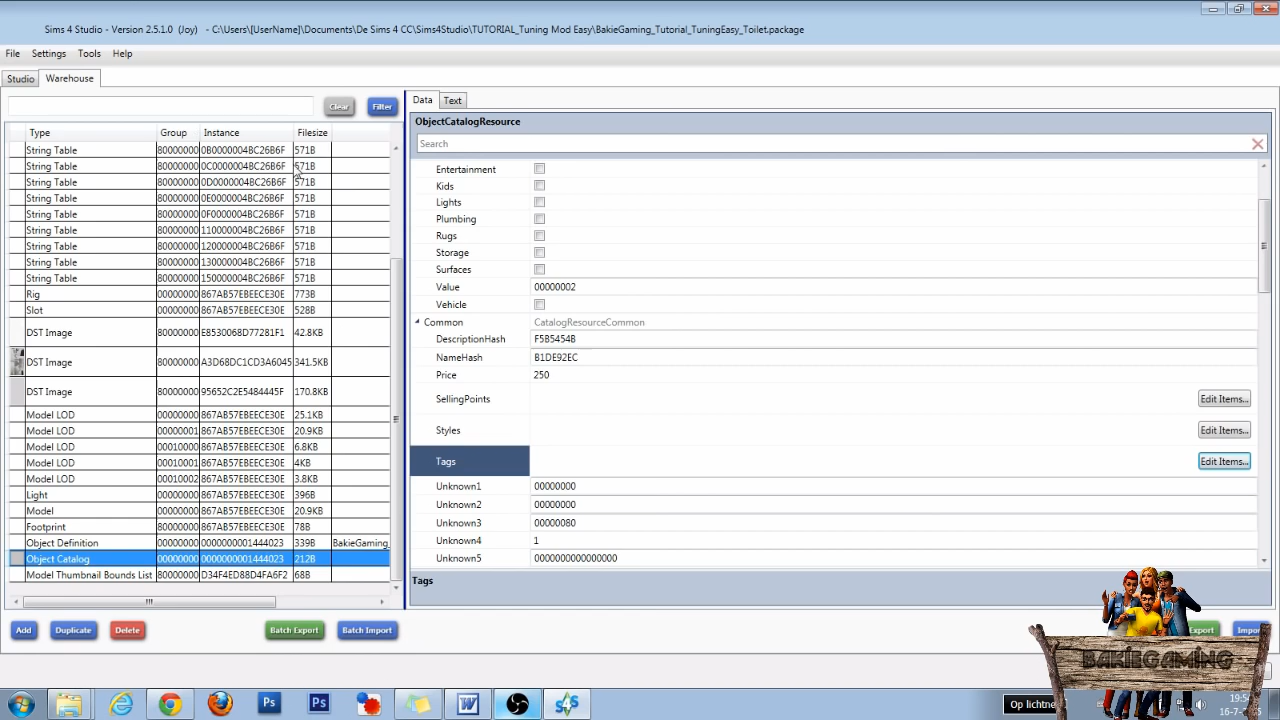 Sims 4 Studio - Version 2.5.1.0 (Joy) - C:\Users\[UserName]\Documents\De Sims 4 CC\Sims4Studio\TUTORIAL_Tuning Mod Easy\BakieGaming_Tutorial_TuningEasy_Toilet.package
File Settings Tools Help
Studio Warehouse
Clear Filter
Type Group Instance Filesize
String Table 80000000 0B0000004BC26B6F 571B
String Table 80000000 0C0000004BC26B6F 571B
String Table 80000000 0D0000004BC26B6F 571B
String Table 80000000 0E0000004BC26B6F 571B
String Table 80000000 0F0000004BC26B6F 571B
String Table 80000000 110000004BC26B6F 571B
String Table 80000000 120000004BC26B6F 571B
String Table 80000000 130000004BC26B6F 571B
String Table 80000000 150000004BC26B6F 571B
Rig 00000000 867AB57EBEECE30E 773B
Slot 00000000 867AB57EBEECE30E 528B
DST Image 80000000 E8530068D77281F1 42.8KB
DST Image 80000000 A3D68DC1CD3A6045 341.5KB
DST Image 80000000 95652C2E5484445F 170.8KB
Model LOD 00000000 867AB57EBEECE30E 25.1KB
Model LOD 00000001 867AB57EBEECE30E 20.9KB
Model LOD 00010000 867AB57EBEECE30E 6.8KB
Model LOD 00010001 867AB57EBEECE30E 4KB
Model LOD 00010002 867AB57EBEECE30E 3.8KB
Light 00000000 867AB57EBEECE30E 396B
Model 00000000 867AB57EBEECE30E 20.9KB
Footprint 80000000 867AB57EBEECE30E 78B
Object Definition 00000000 0000000001444023 339B BakieGaming_
Object Catalog 00000000 0000000001444023 212B
Model Thumbnail Bounds List 80000000 D34F4ED88D4FA6F2 68B
Add Duplicate Delete Batch Export Batch Import
Data Text
ObjectCatalogResource
Search
Entertainment
Kids
Lights
Plumbing
Rugs
Storage
Surfaces
Value 00000002
Vehicle
Common CatalogResourceCommon
DescriptionHash F5B5454B
NameHash B1DE92EC
Price 250
SellingPoints Edit Items...
Styles Edit Items...
Tags Edit Items...
Unknown1 00000000
Unknown2 00000000
Unknown3 00000080
Unknown4 1
Unknown5 0000000000000000
Tags
Export Impor
BAKIEGAMING
Op lichtne